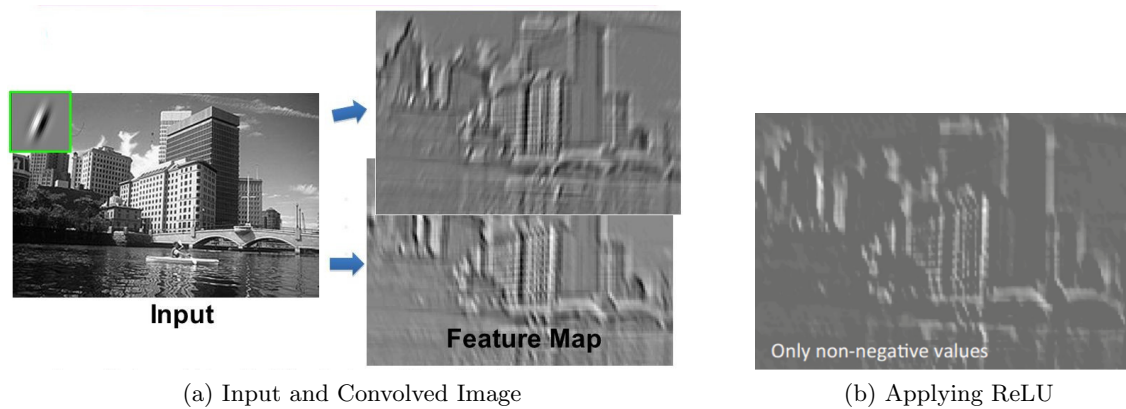 Input
Feature Map
Only non-negative values
(a) Input and Convolved Image
(b) Applying ReLU